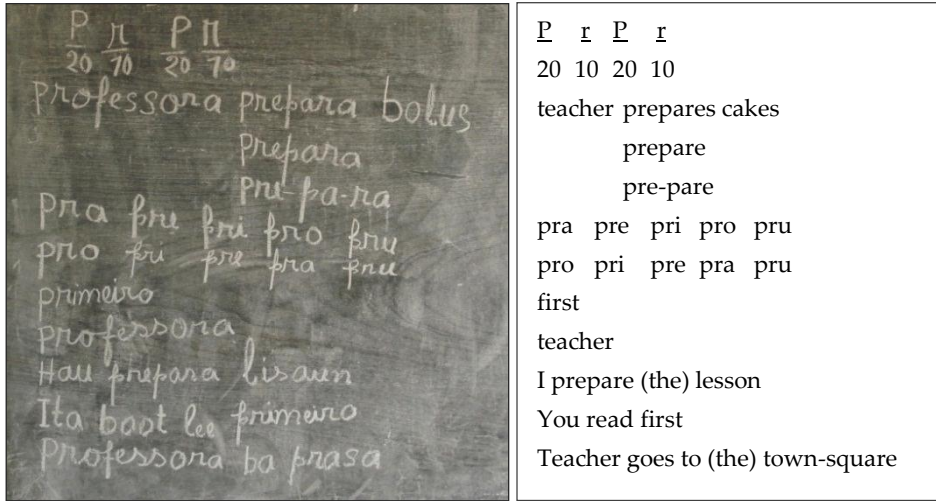 P r P r
20 10 20 10
professora prepara bolus
prepara
pre-pa-ra
pra pre pri pro pru
pro pri pre pra pru
primeiro
professora
Hau prepara lisaun
Ita boot lee primeiro
Professora ba prasa
P r P r
20 10 20 10
teacher prepares cakes
prepare
pre-pare
pra pre pri pro pru
pro pri pre pra pru
first
teacher
I prepare (the) lesson
You read first
Teacher goes to (the) town-square